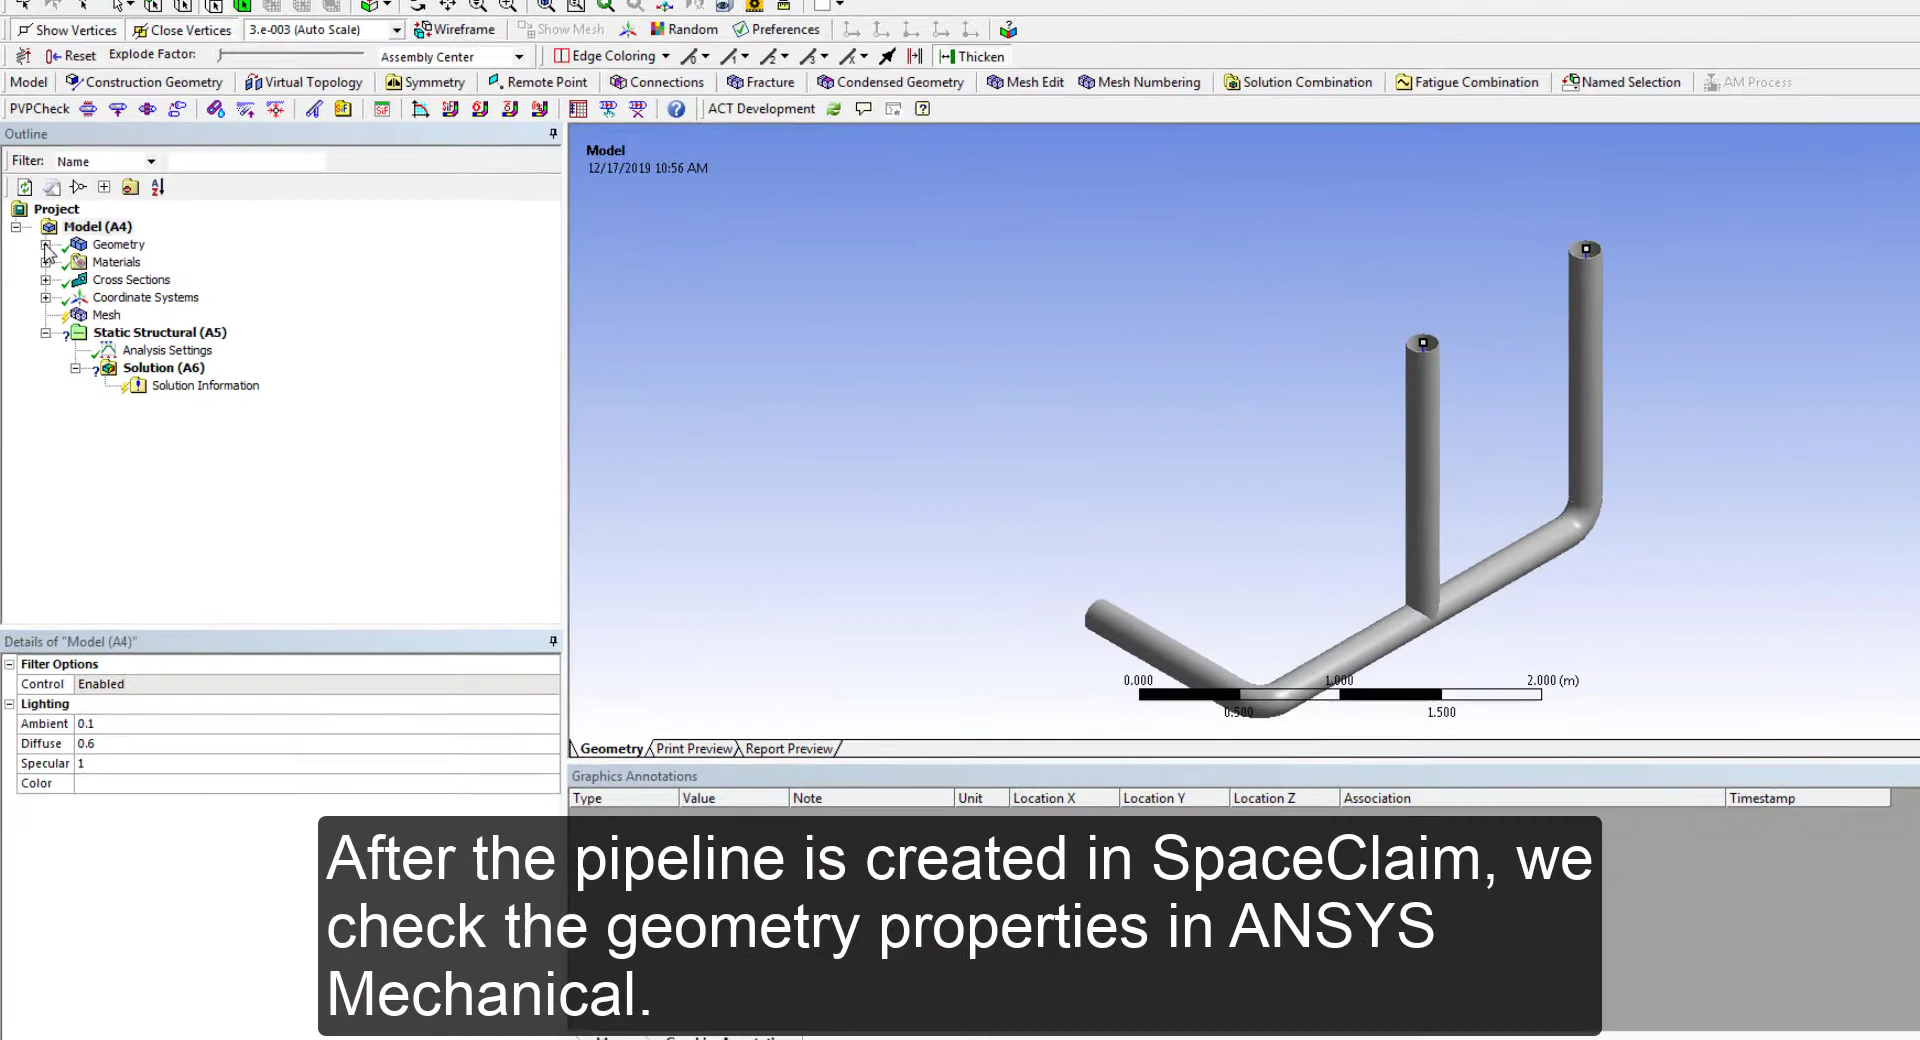 Show Vertices Close Vertices 3.e-003 (Auto Scale) Wireframe Show Mesh Random Preferences
Reset Explode Factor: Assembly Center Edge Coloring Thicken
Model Construction Geometry Virtual Topology Symmetry Remote Point Connections Fracture Condensed Geometry Mesh Edit Mesh Numbering Solution Combination Fatigue Combination Named Selection AM Process
PVPCheck ACT Development
Outline
Filter: Name
Project
Model (A4)
Geometry
Materials
Cross Sections
Coordinate Systems
Mesh
Static Structural (A5)
Analysis Settings
Solution (A6)
Solution Information
Details of "Model (A4)"
Filter Options
Control Enabled
Lighting
Ambient 0.1
Diffuse 0.6
Specular 1
Color
Model
12/17/2019 10:56 AM
0.000 1.000 2.000 (m)
0.500 1.500
Geometry Print Preview Report Preview
Graphics Annotations
Type Value Note Unit Location X Location Y Location Z Association Timestamp
After the pipeline is created in SpaceClaim, we
check the geometry properties in ANSYS
Mechanical.